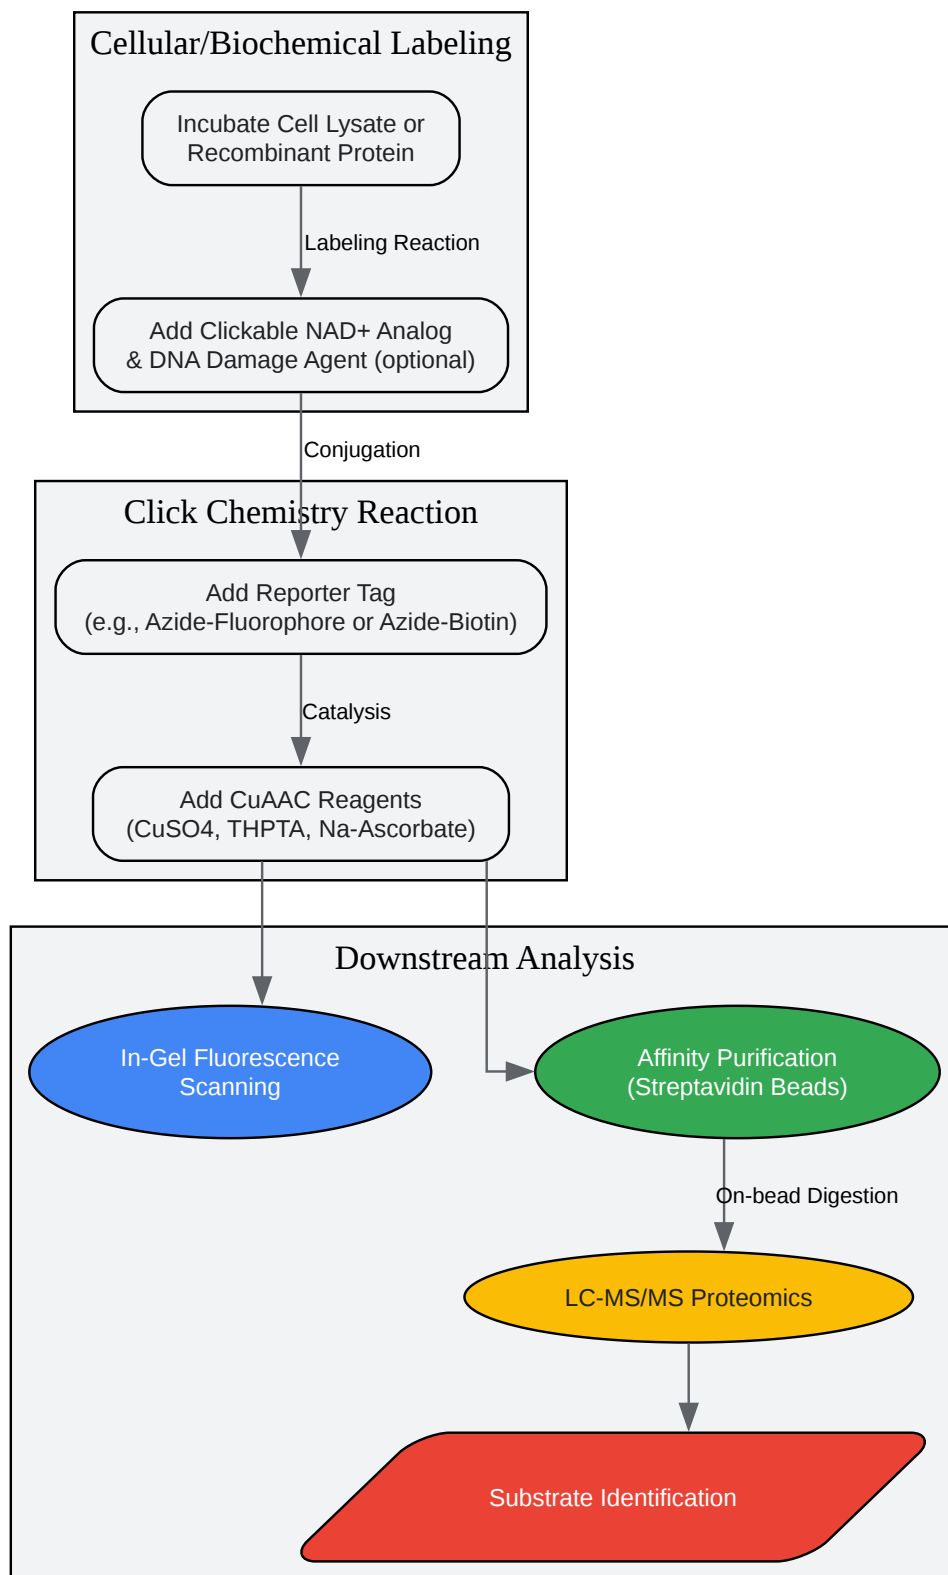 Cellular/Biochemical Labeling
Incubate Cell Lysate or
Recombinant Protein
Labeling Reaction
Add Clickable NAD+ Analog
& DNA Damage Agent (optional)
Conjugation
Click Chemistry Reaction
Add Reporter Tag
(e.g., Azide-Fluorophore or Azide-Biotin)
Catalysis
Add CuAAC Reagents
(CuSO4, THPTA, Na-Ascorbate)
Downstream Analysis
In-Gel Fluorescence
Scanning
Affinity Purification
(Streptavidin Beads)
On-bead Digestion
LC-MS/MS Proteomics
Substrate Identification